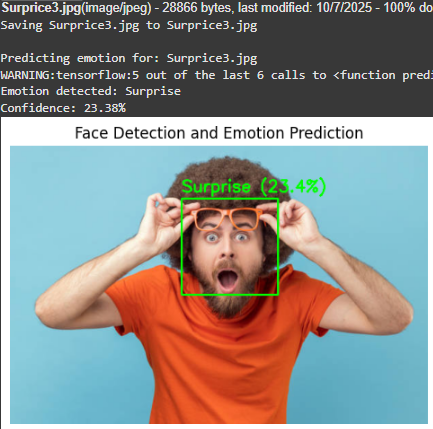 Surprice3.jpg(image/jpeg) - 28866 bytes, last modified: 10/7/2025 - 100% do
Saving Surprice3.jpg to Surprice3.jpg
Predicting emotion for: Surprice3.jpg
WARNING:tensorflow:5 out of the last 6 calls to <function pred
Emotion detected: Surprise
Confidence: 23.38%
Face Detection and Emotion Prediction
Surprise (23.4%)